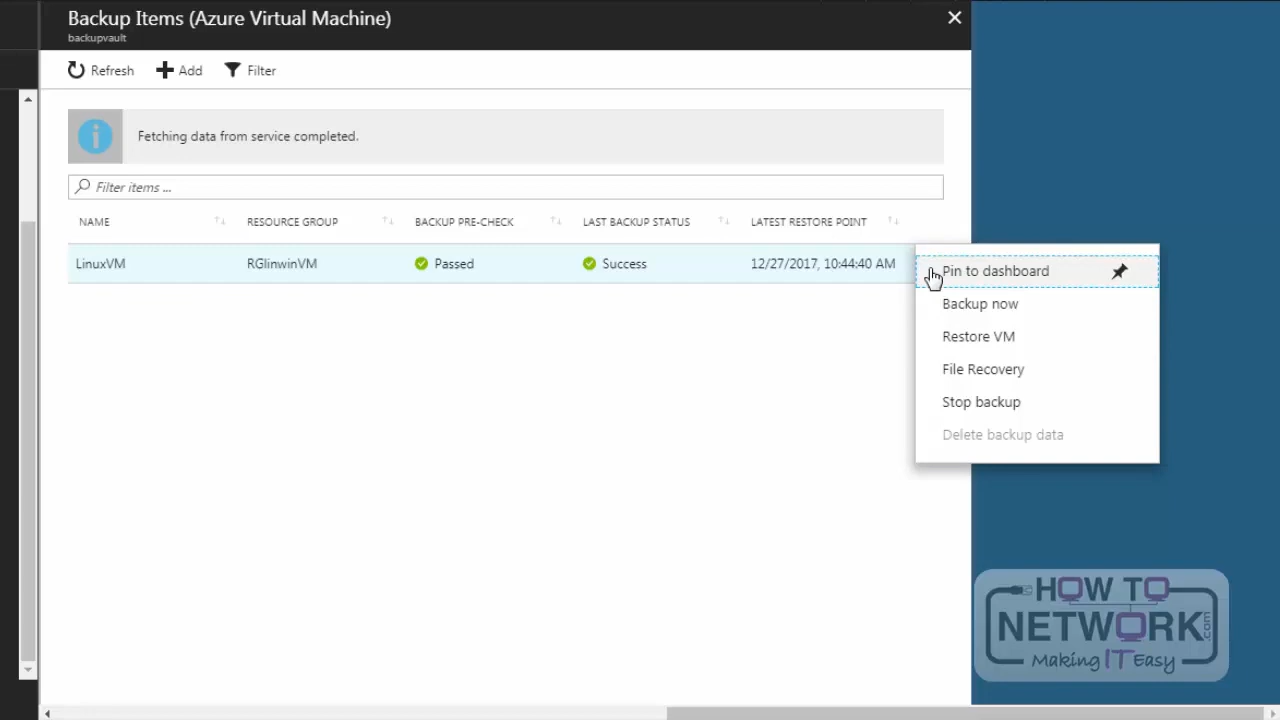 Backup Items (Azure Virtual Machine)
backupvault
Refresh Add Filter
Fetching data from service completed.
Filter items ...
NAME RESOURCE GROUP BACKUP PRE-CHECK LAST BACKUP STATUS LATEST RESTORE POINT
LinuxVM RGlinwinVM Passed Success 12/27/2017, 10:44:40 AM
Pin to dashboard
Backup now
Restore VM
File Recovery
Stop backup
Delete backup data
HOW TO
NETWORK.com
Making IT Easy